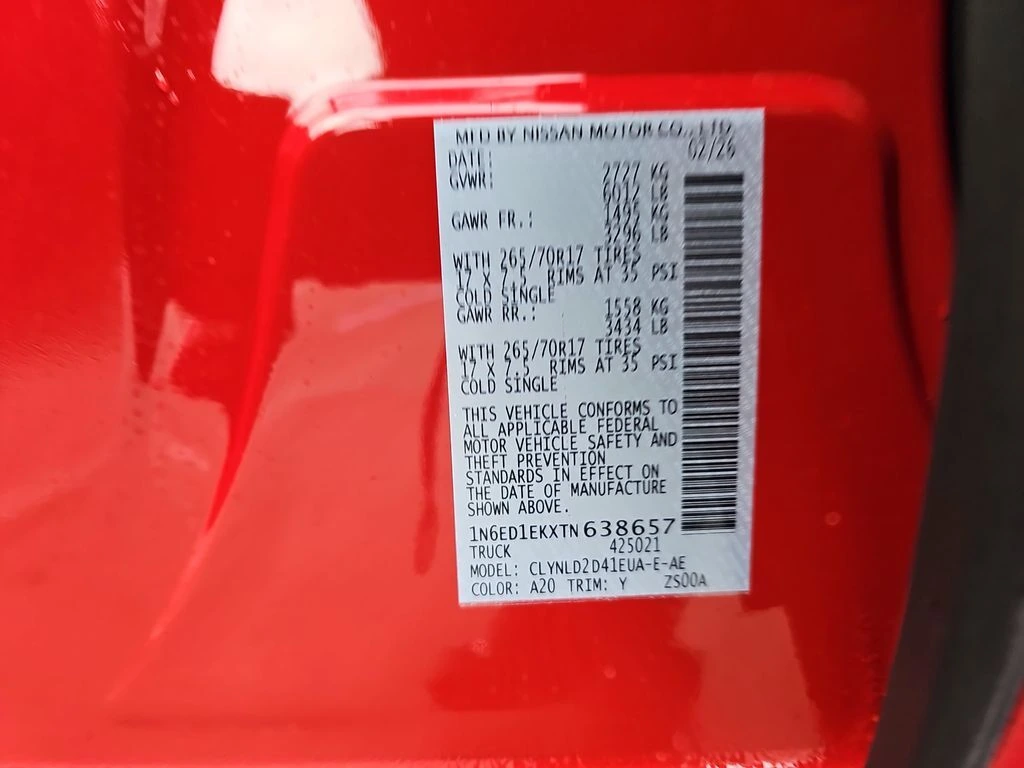 MFD BY NISSAN MOTOR CO., LTD.
DATE: 02/26
GVWR: 2727 KG
6012 LB
GAWR FR.: 1495 KG
3296 LB
WITH 265/70R17 TIRES
17 X 7.5 RIMS AT 35 PSI
COLD SINGLE
GAWR RR.: 1558 KG
3434 LB
WITH 265/70R17 TIRES
17 X 7.5 RIMS AT 35 PSI
COLD SINGLE
THIS VEHICLE CONFORMS TO
ALL APPLICABLE FEDERAL
MOTOR VEHICLE SAFETY AND
THEFT PREVENTION
STANDARDS IN EFFECT ON
THE DATE OF MANUFACTURE
SHOWN ABOVE.
1N6ED1EKXTN638657
TRUCK 425021
MODEL: CLYNLD2D41EUA-E-AE
COLOR: A20 TRIM: Y ZS00A